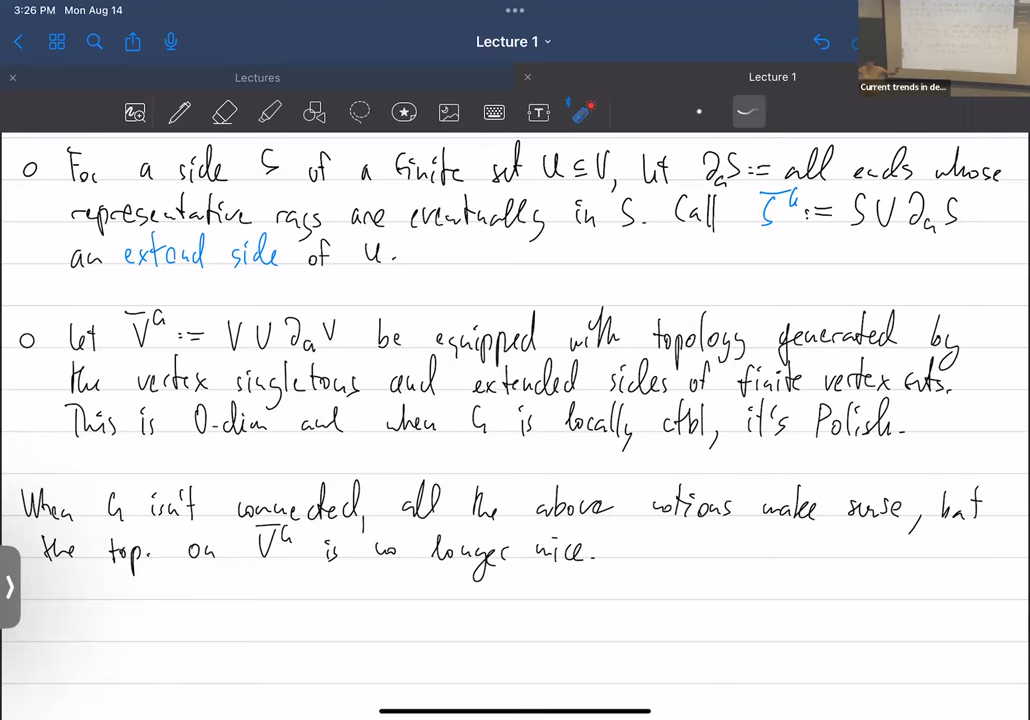 3:26 PM Mon Aug 14
Lecture 1
Current trends in de...
Lectures
Lecture 1
○ For a side S of a finite set U ⊆ V, let ∂_G S := all ends whose
representative rays are eventually in S. Call S̄^G := S ∪ ∂_G S
an extend side of U.
○ Let V̄^G := V ∪ ∂_G V be equipped with topology generated by
the vertex singletons and extended sides of finite vertex cuts.
This is 0-dim and when G is locally ctbl, it's Polish.
When G isn't connected, all the above notions make sense, but
the top. on V̄^G is no longer nice.